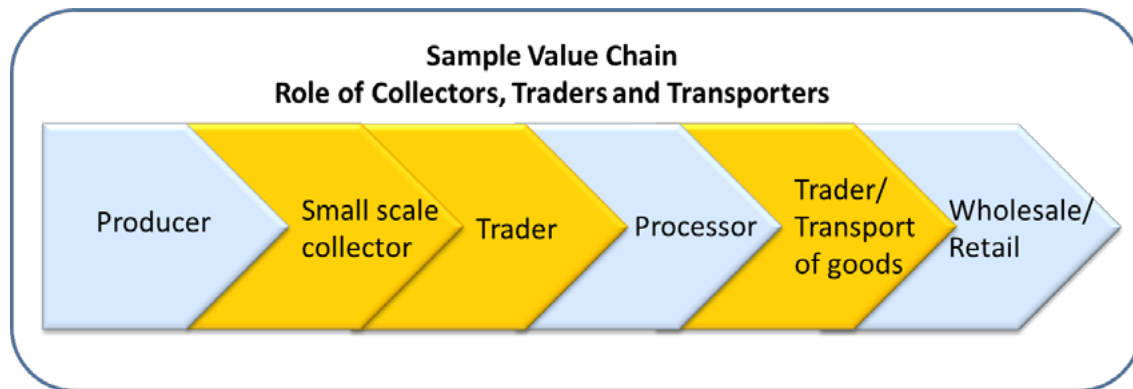 Sample Value Chain
Role of Collectors, Traders and Transporters
Producer
Small scale
collector
Trader
Processor
Trader/
Transport
of goods
Wholesale/
Retail